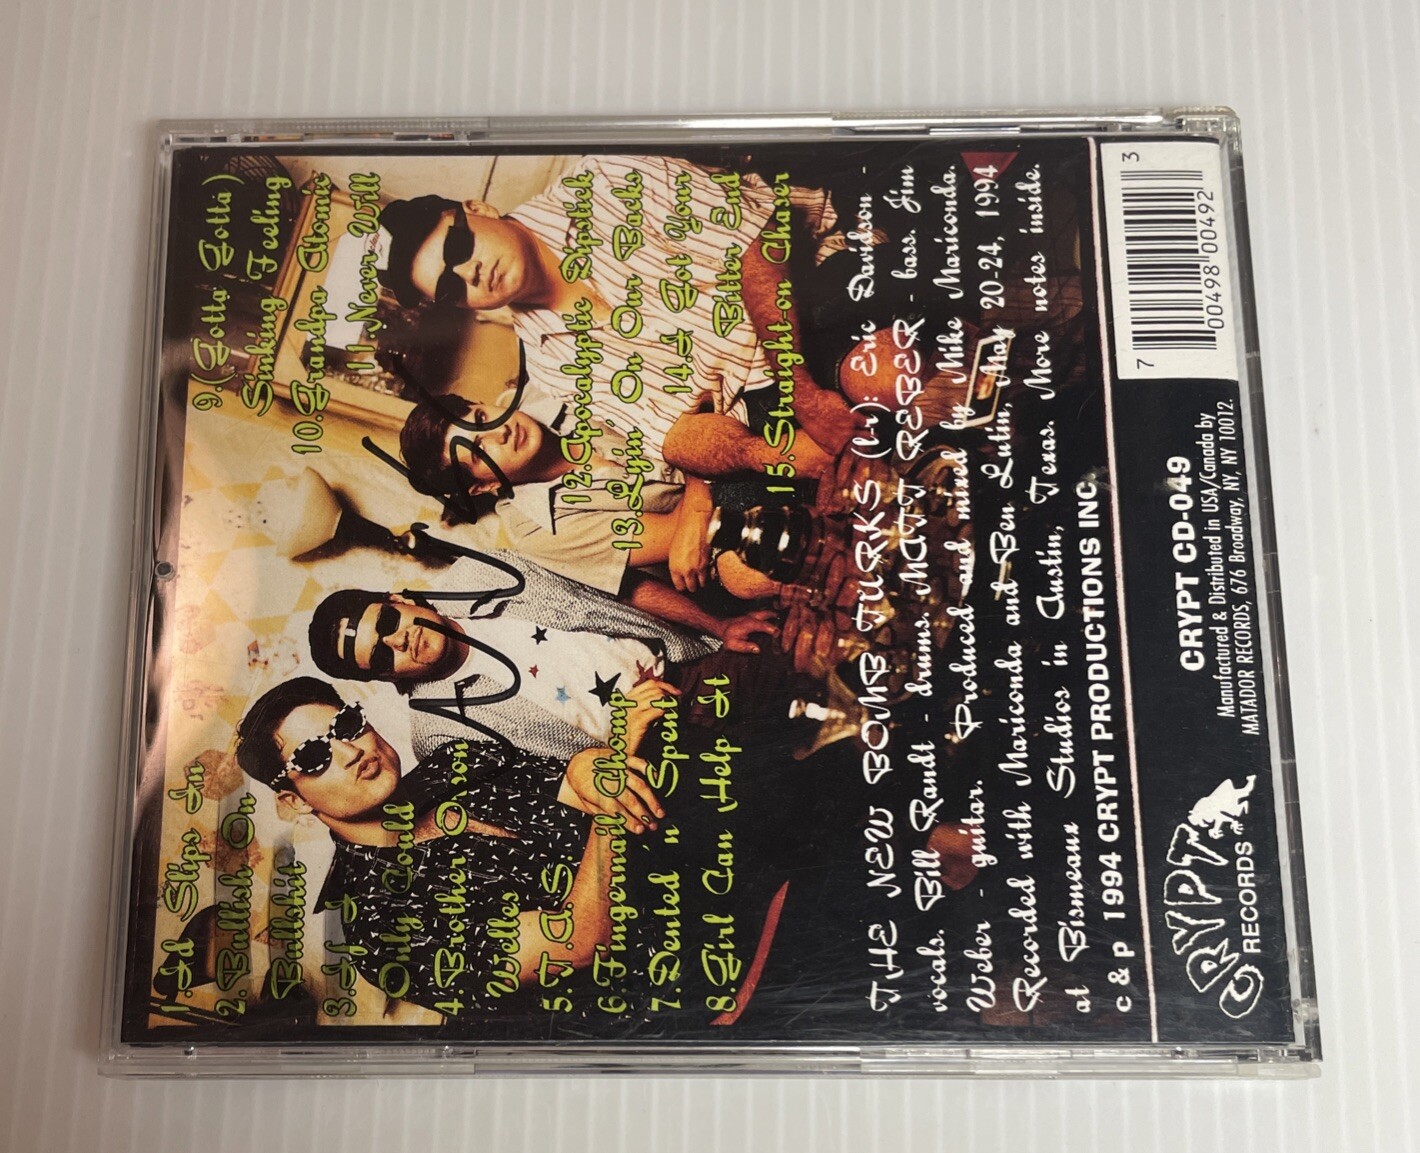 1.Id Slips In
2.Bullish On
Bullshit
3.If I
Only Could
4.Brother Orson
Welles
5.T.A.S.
6.Fingernail Chomp
7.Dented 'n Spent
8.Girl Can Help It
9.(Gotta Gotta)
Sinking Feeling
10.Grandpa Atomic
11.Never Will
12.Apocalyptic Dipstick
13.Lyin' On Our Backs
14.I Got Your
Bitter End
15.Straight-on Chaser
THE NEW BOMB TURKS (l-r): Eric Davidson -
vocals. Bill Randt - drums. MATT REBER - bass. Jim
Weber - guitar. Produced and mixed by Mike Mariconda.
Recorded with Mariconda and Ben Lutin, May 20-24, 1994
at Bismeaux Studios in Austin, Texas. More notes inside.
c & p 1994 CRYPT PRODUCTIONS INC.
CRYPT
RECORDS
CRYPT CD-049
Manufactured & Distributed in USA/Canada by
MATADOR RECORDS, 676 Broadway, NY, NY 10012.
7 00498 00492 3